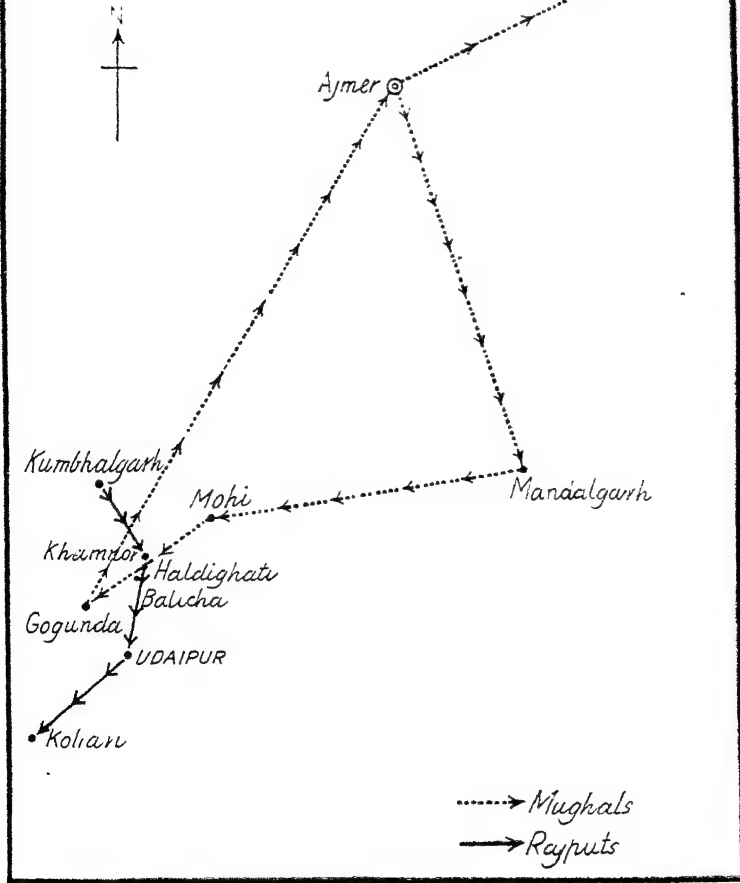 N
Ajmer
Kumbhalgarh
Mohi
Mandalgarh
Khamnor
Haldighati
Balicha
Gogunda
UDAIPUR
Kolian
Mughals
Rajputs